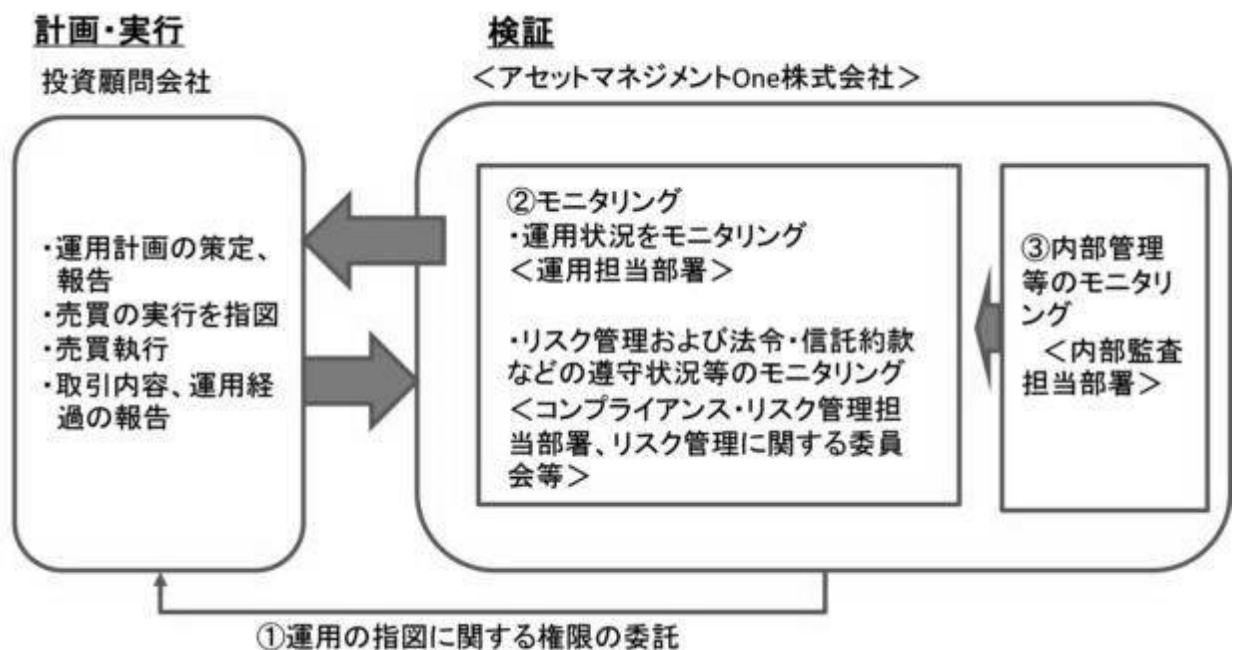 計画・実行
投資顧問会社
・運用計画の策定、
報告
・売買の実行を指図
・売買執行
・取引内容、運用経
過の報告
検証
＜アセットマネジメントOne株式会社＞
②モニタリング
・運用状況をモニタリング
＜運用担当部署＞
・リスク管理および法令・信託約款
などの遵守状況等のモニタリング
＜コンプライアンス・リスク管理担
当部署、リスク管理に関する委員
会等＞
③内部管理
等のモニタリ
ング
＜内部監査
担当部署＞
①運用の指図に関する権限の委託